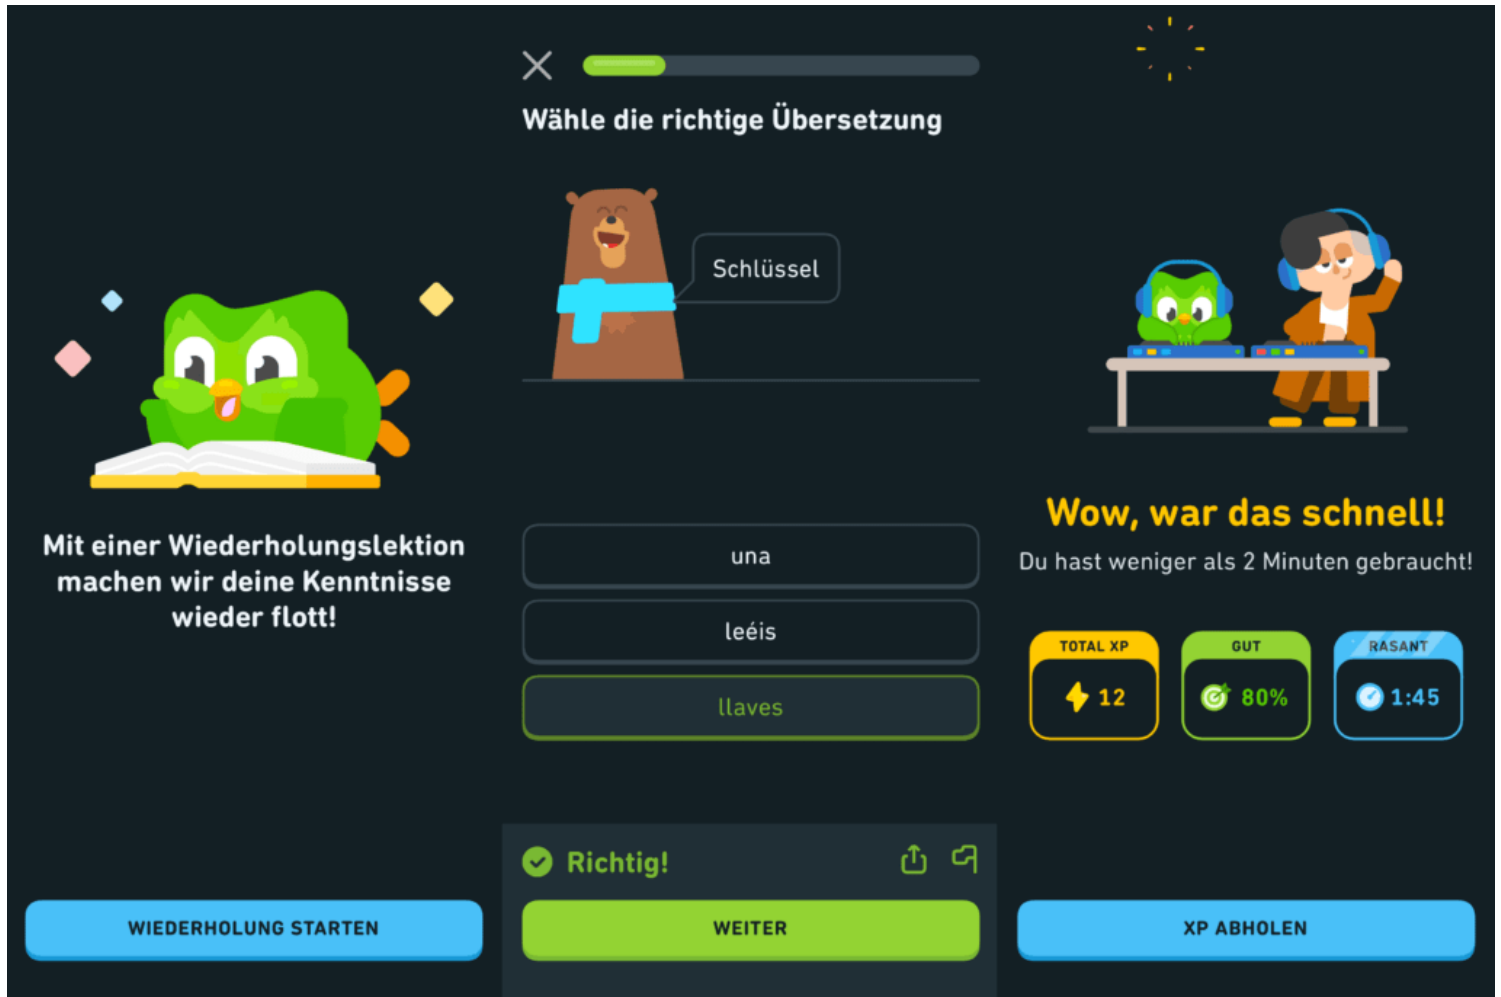 Mit einer Wiederholungslektion
machen wir deine Kenntnisse
wieder flott!
WIEDERHOLUNG STARTEN
Wähle die richtige Übersetzung
Schlüssel
una
leéis
llaves
Richtig!
WEITER
Wow, war das schnell!
Du hast weniger als 2 Minuten gebraucht!
TOTAL XP
12
GUT
80%
RASANT
1:45
XP ABHOLEN